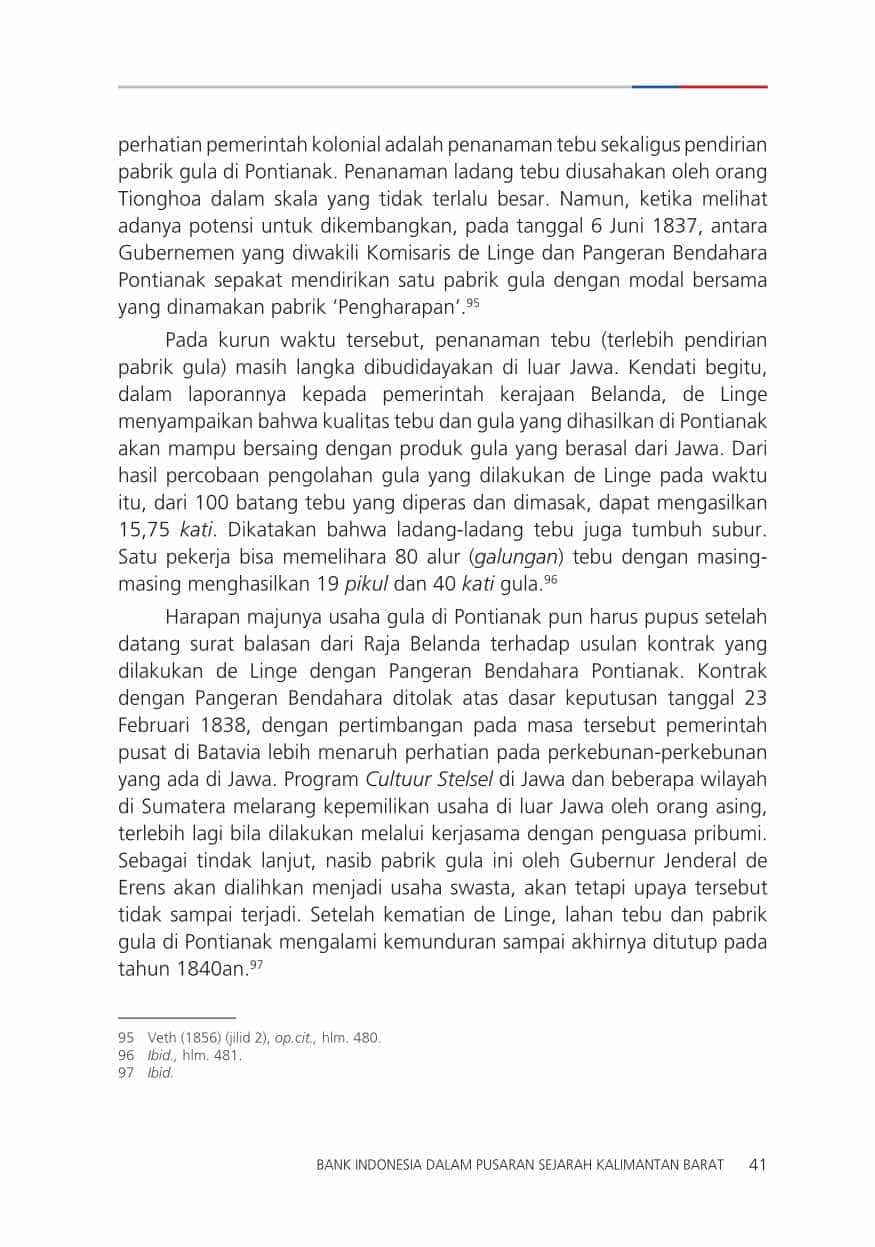 perhatian pemerintah kolonial adalah penanaman tebu sekaligus pendirian
pabrik gula di Pontianak. Penanaman ladang tebu diusahakan oleh orang
Tionghoa dalam skala yang tidak terlalu besar. Namun, ketika melihat
adanya potensi untuk dikembangkan, pada tanggal 6 Juni 1837, antara
Gubernemen yang diwakili Komisaris de Linge dan Pangeran Bendahara
Pontianak sepakat mendirikan satu pabrik gula dengan modal bersama
yang dinamakan pabrik ‘Pengharapan’.95
Pada kurun waktu tersebut, penanaman tebu (terlebih pendirian
pabrik gula) masih langka dibudidayakan di luar Jawa. Kendati begitu,
dalam laporannya kepada pemerintah kerajaan Belanda, de Linge
menyampaikan bahwa kualitas tebu dan gula yang dihasilkan di Pontianak
akan mampu bersaing dengan produk gula yang berasal dari Jawa. Dari
hasil percobaan pengolahan gula yang dilakukan de Linge pada waktu
itu, dari 100 batang tebu yang diperas dan dimasak, dapat mengasilkan
15,75 kati. Dikatakan bahwa ladang-ladang tebu juga tumbuh subur.
Satu pekerja bisa memelihara 80 alur (galungan) tebu dengan masing-
masing menghasilkan 19 pikul dan 40 kati gula.96
Harapan majunya usaha gula di Pontianak pun harus pupus setelah
datang surat balasan dari Raja Belanda terhadap usulan kontrak yang
dilakukan de Linge dengan Pangeran Bendahara Pontianak. Kontrak
dengan Pangeran Bendahara ditolak atas dasar keputusan tanggal 23
Februari 1838, dengan pertimbangan pada masa tersebut pemerintah
pusat di Batavia lebih menaruh perhatian pada perkebunan-perkebunan
yang ada di Jawa. Program Cultuur Stelsel di Jawa dan beberapa wilayah
di Sumatera melarang kepemilikan usaha di luar Jawa oleh orang asing,
terlebih lagi bila dilakukan melalui kerjasama dengan penguasa pribumi.
Sebagai tindak lanjut, nasib pabrik gula ini oleh Gubernur Jenderal de
Erens akan dialihkan menjadi usaha swasta, akan tetapi upaya tersebut
tidak sampai terjadi. Setelah kematian de Linge, lahan tebu dan pabrik
gula di Pontianak mengalami kemunduran sampai akhirnya ditutup pada
tahun 1840an.97
95 Veth (1856) (jilid 2), op.cit., hlm. 480.
96 Ibid., hlm. 481.
97 Ibid.
BANK INDONESIA DALAM PUSARAN SEJARAH KALIMANTAN BARAT 41